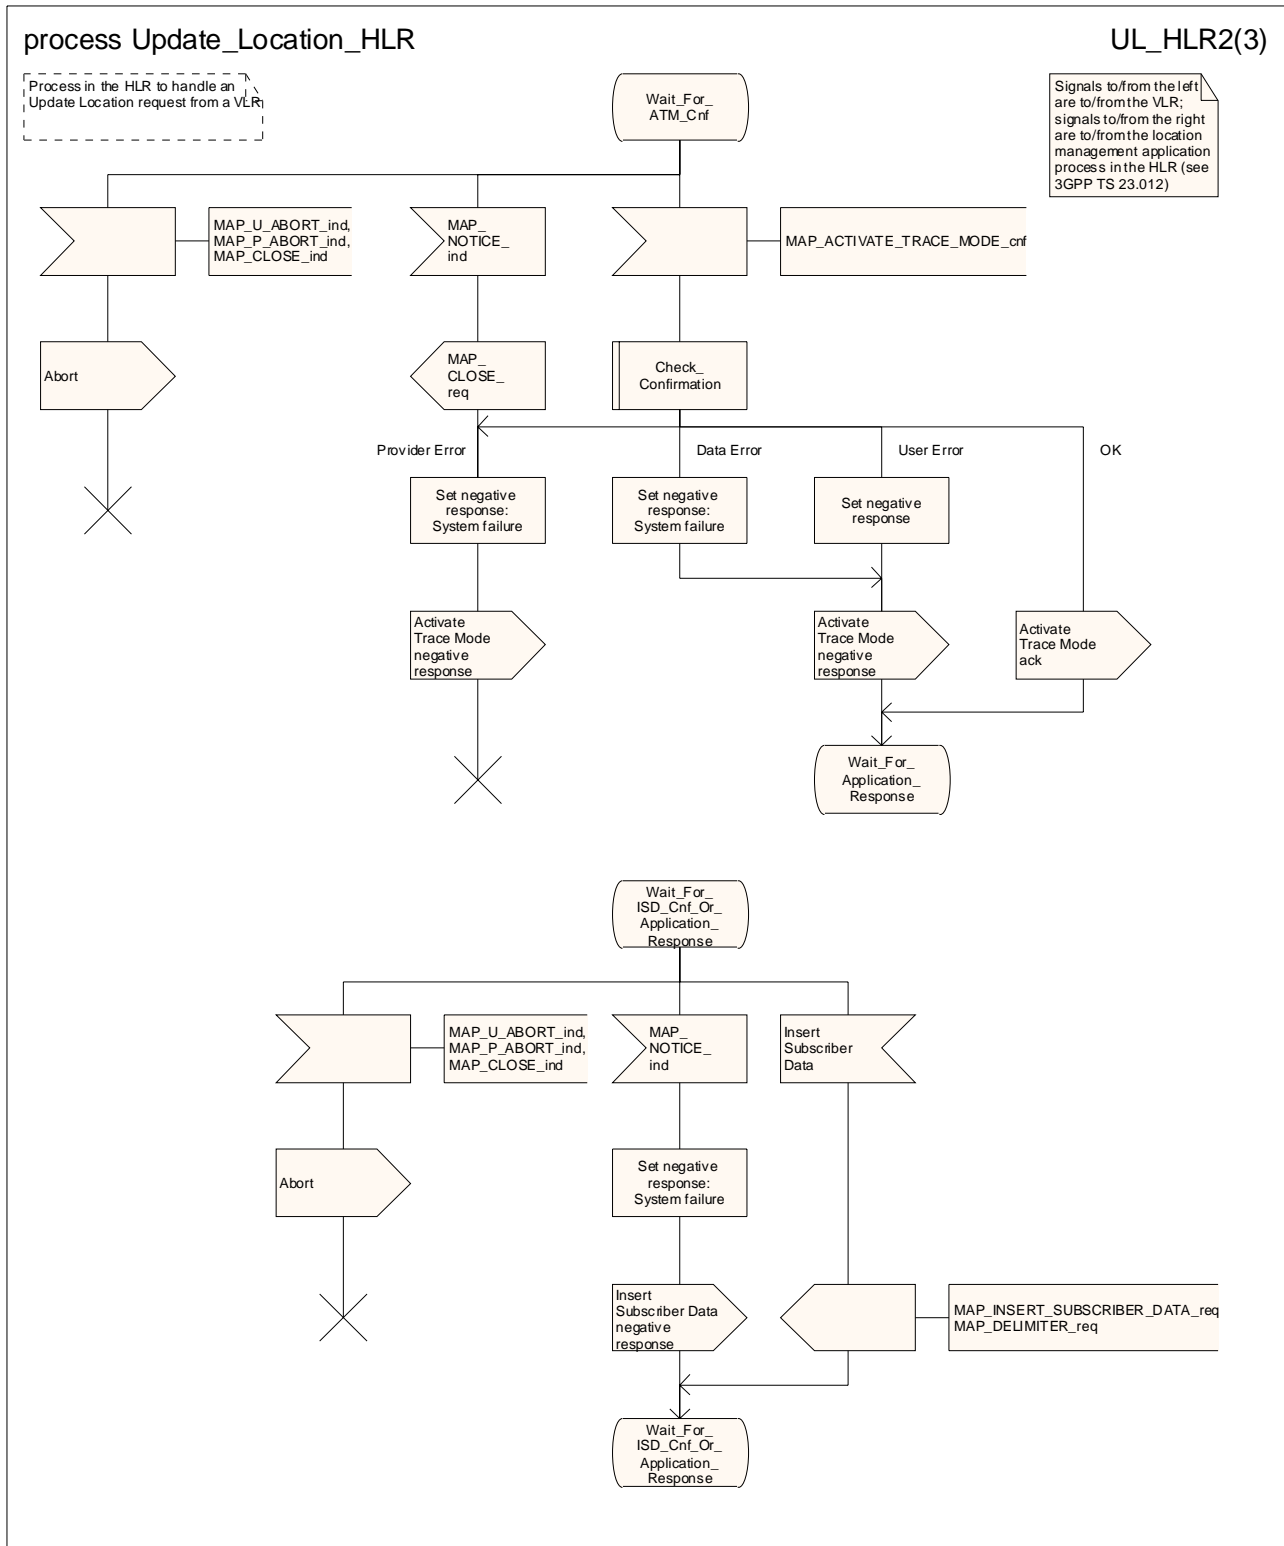 process Update_Location_HLR
UL_HLR2(3)
Process in the HLR to handle an
Update Location request from a VLR
Signals to/from the left
are to/from the VLR;
signals to/from the right
are to/from the location
management application
process in the HLR (see
3GPP TS 23.012)
Wait_For_
ATM_Cnf
MAP_U_ABORT_ind,
MAP_P_ABORT_ind,
MAP_CLOSE_ind
MAP_
NOTICE_
ind
MAP_ACTIVATE_TRACE_MODE_cnf
Abort
MAP_
CLOSE_
req
Check_
Confirmation
Provider Error
Data Error
User Error
OK
Set negative
response:
System failure
Set negative
response:
System failure
Set negative
response
Activate
Trace Mode
negative
response
Activate
Trace Mode
negative
response
Activate
Trace Mode
ack
Wait_For_
Application_
Response
Wait_For_
ISD_Cnf_Or_
Application_
Response
MAP_U_ABORT_ind,
MAP_P_ABORT_ind,
MAP_CLOSE_ind
MAP_
NOTICE_
ind
Insert
Subscriber
Data
Abort
Set negative
response:
System failure
Insert
Subscriber Data
negative
response
MAP_INSERT_SUBSCRIBER_DATA_req
MAP_DELIMITER_req
Wait_For_
ISD_Cnf_Or_
Application_
Response